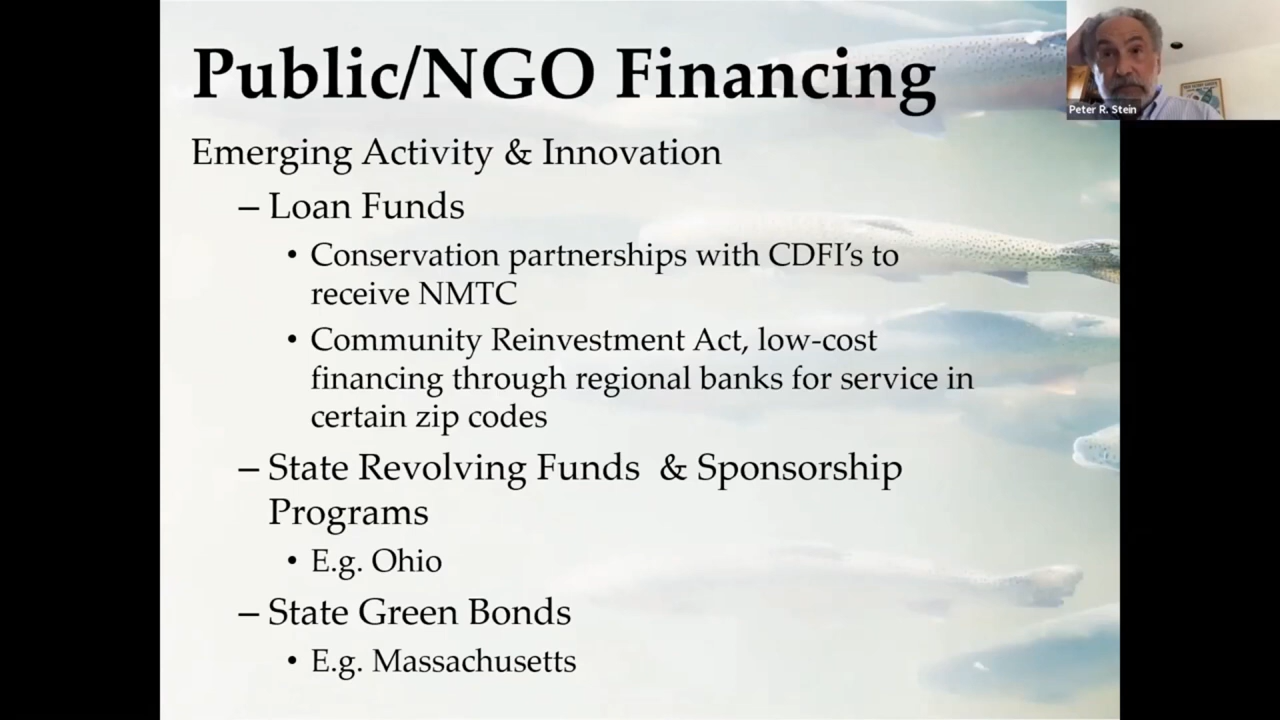 Public/NGO Financing
Emerging Activity & Innovation
– Loan Funds
• Conservation partnerships with CDFI's to
receive NMTC
• Community Reinvestment Act, low-cost
financing through regional banks for service in
certain zip codes
– State Revolving Funds & Sponsorship
Programs
• E.g. Ohio
– State Green Bonds
• E.g. Massachusetts
Peter R. Stein